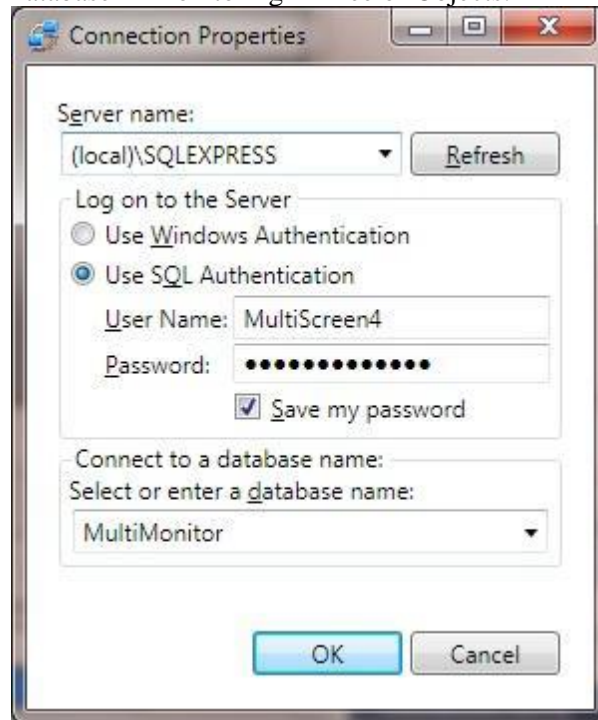 Connection Properties
Server name:
(local)\SQLEXPRESS
Refresh
Log on to the Server
Use Windows Authentication
Use SQL Authentication
User Name: MultiScreen4
Password: ●●●●●●●●●●●●●
Save my password
Connect to a database name:
Select or enter a database name:
MultiMonitor
OK Cancel